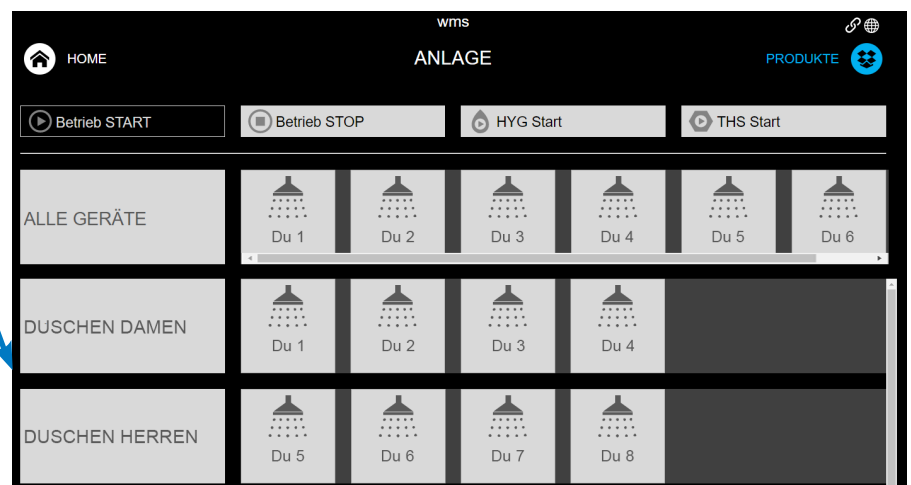 wms
HOME
ANLAGE
PRODUKTE
Betrieb START
Betrieb STOP
HYG Start
THS Start
ALLE GERÄTE
Du 1
Du 2
Du 3
Du 4
Du 5
Du 6
DUSCHEN DAMEN
Du 1
Du 2
Du 3
Du 4
DUSCHEN HERREN
Du 5
Du 6
Du 7
Du 8